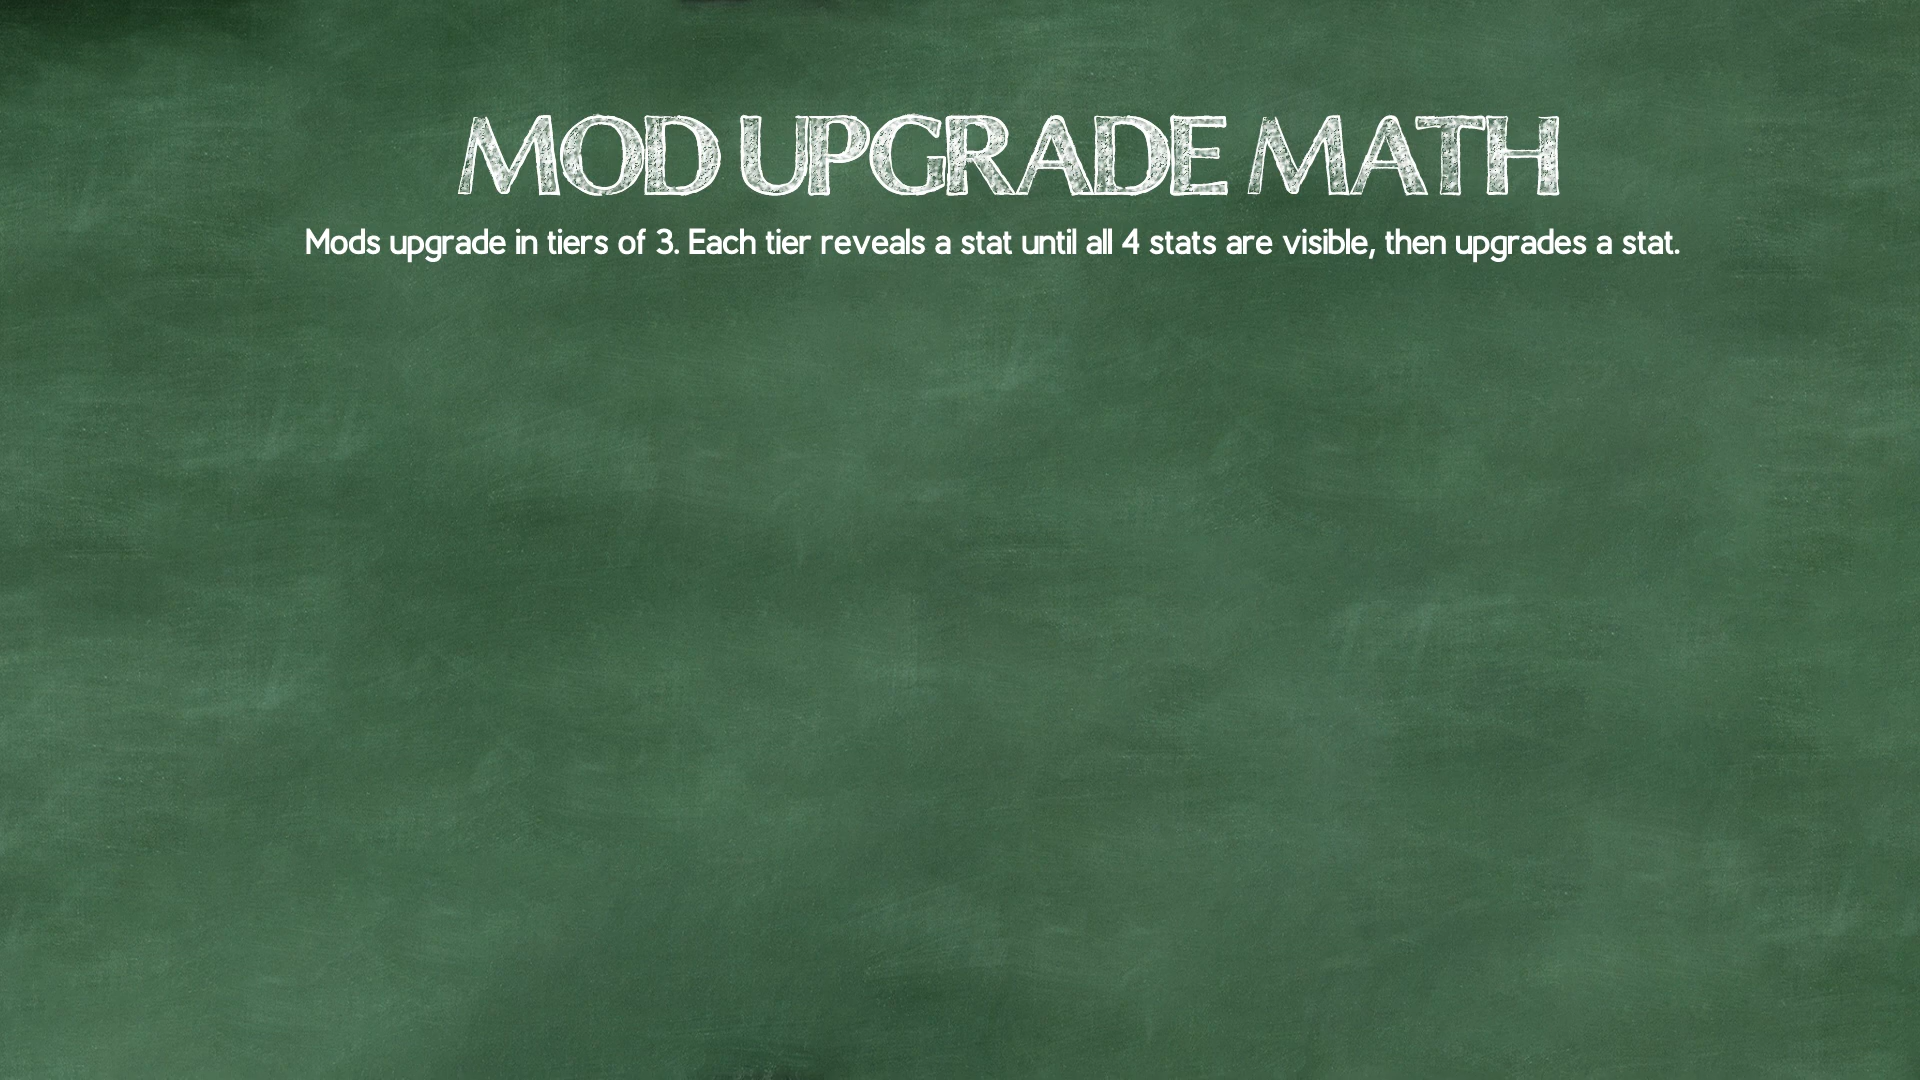 MOD UPGRADE MATH
Mods upgrade in tiers of 3. Each tier reveals a stat until all 4 stats are visible, then upgrades a stat.